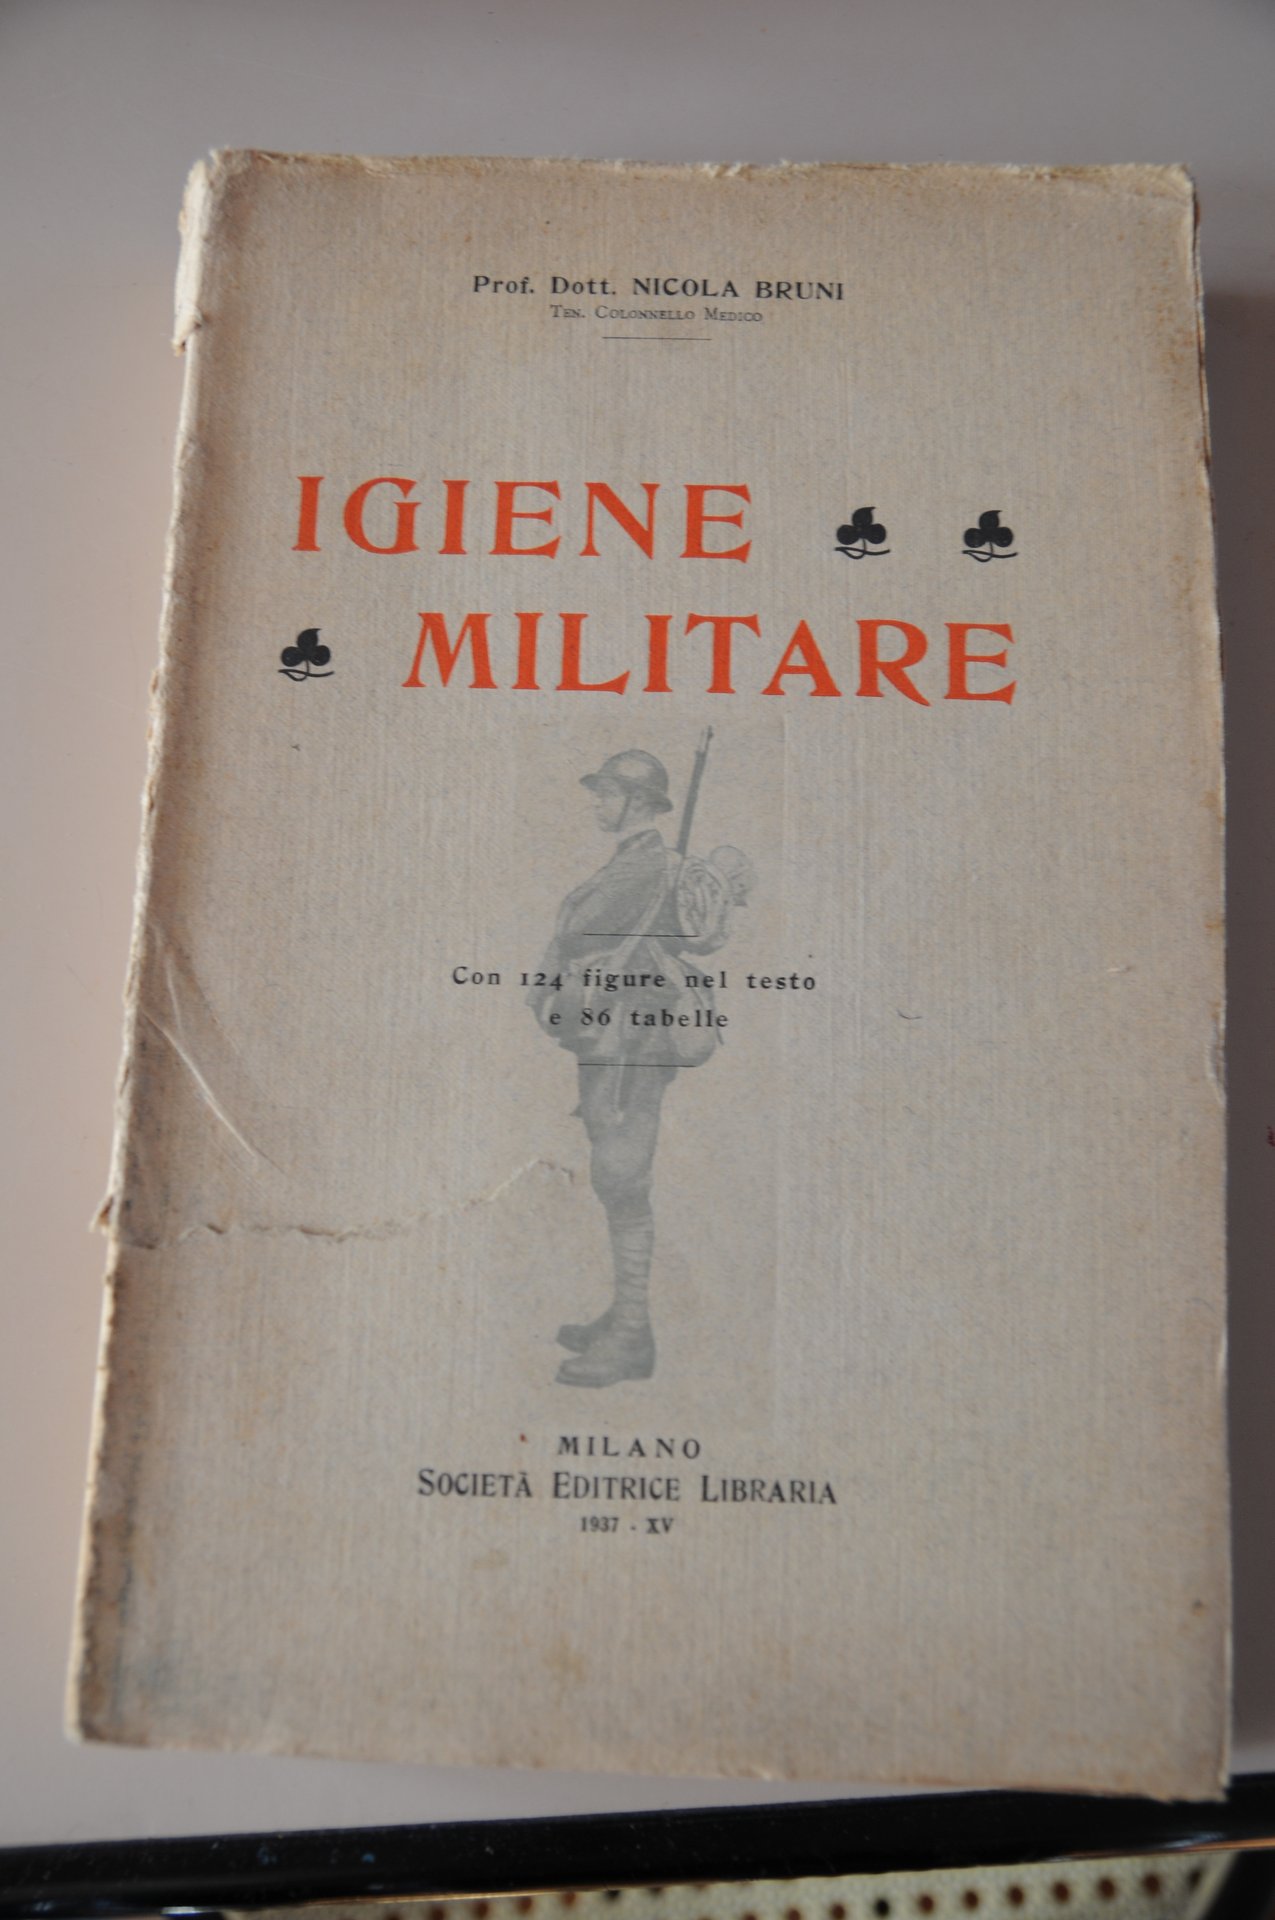 Prof. Dott. NICOLA BRUNI
Ten. Colonnello Medico
IGIENE
MILITARE
Con 124 figure nel testo
e 86 tabelle
MILANO
Società Editrice Libraria
1937 - XV